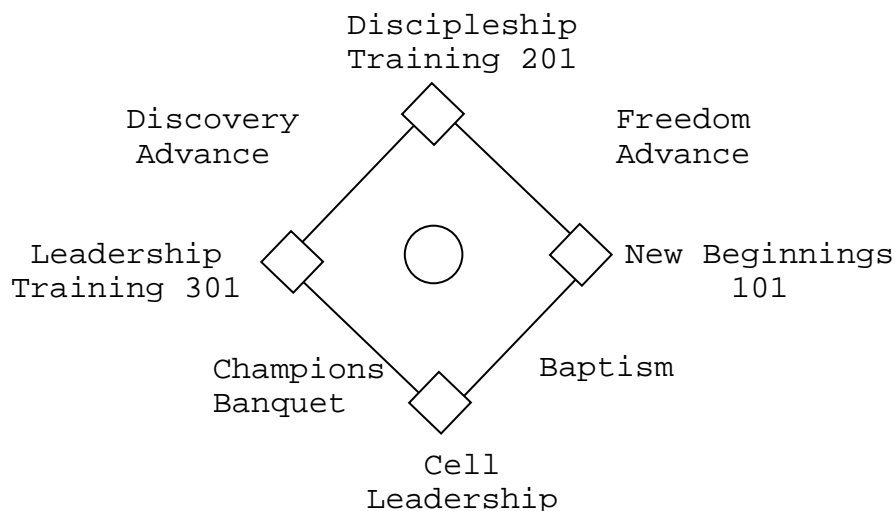 Discipleship
Training 201
Discovery
Advance
Freedom
Advance
Leadership
Training 301
New Beginnings
101
Champions
Banquet
Baptism
Cell
Leadership